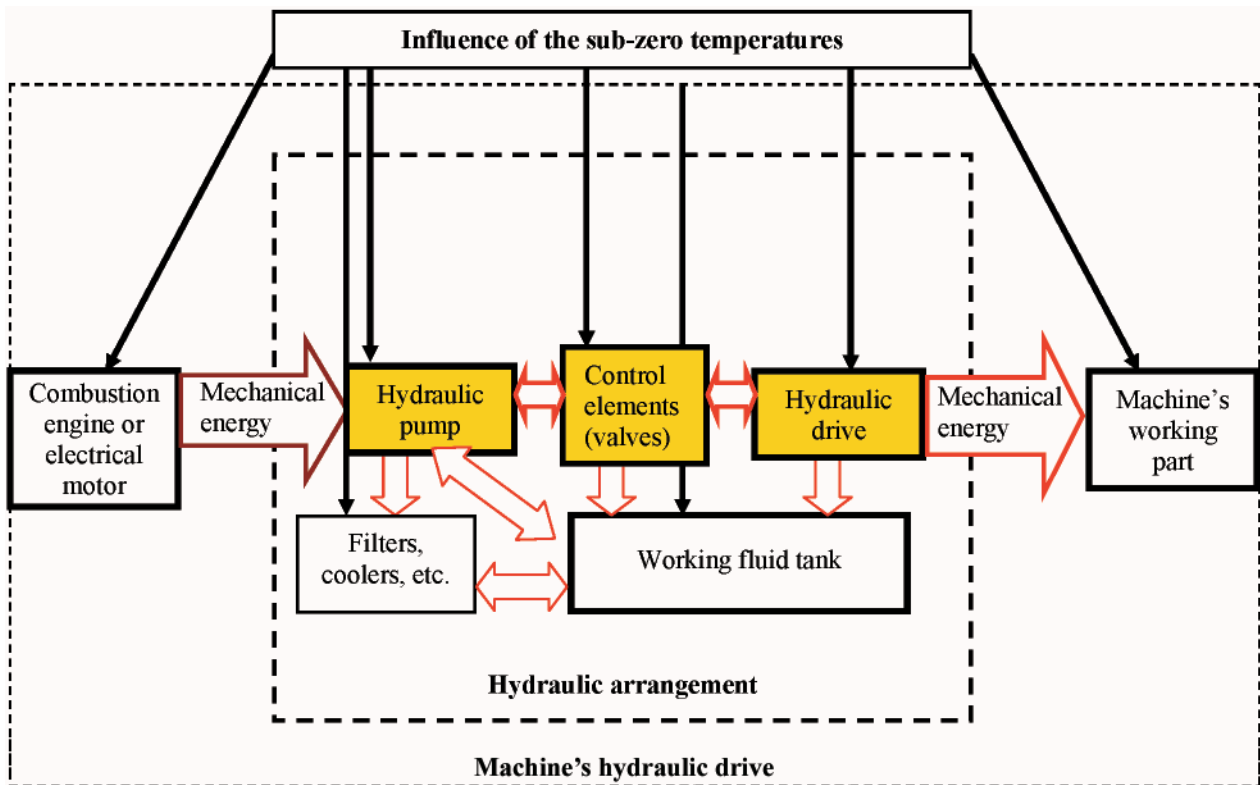 Influence of the sub-zero temperatures
Combustion
engine or
electrical
motor
Mechanical
energy
Hydraulic
pump
Control
elements
(valves)
Hydraulic
drive
Mechanical
energy
Machine's
working
part
Filters,
coolers, etc.
Working fluid tank
Hydraulic arrangement
Machine's hydraulic drive